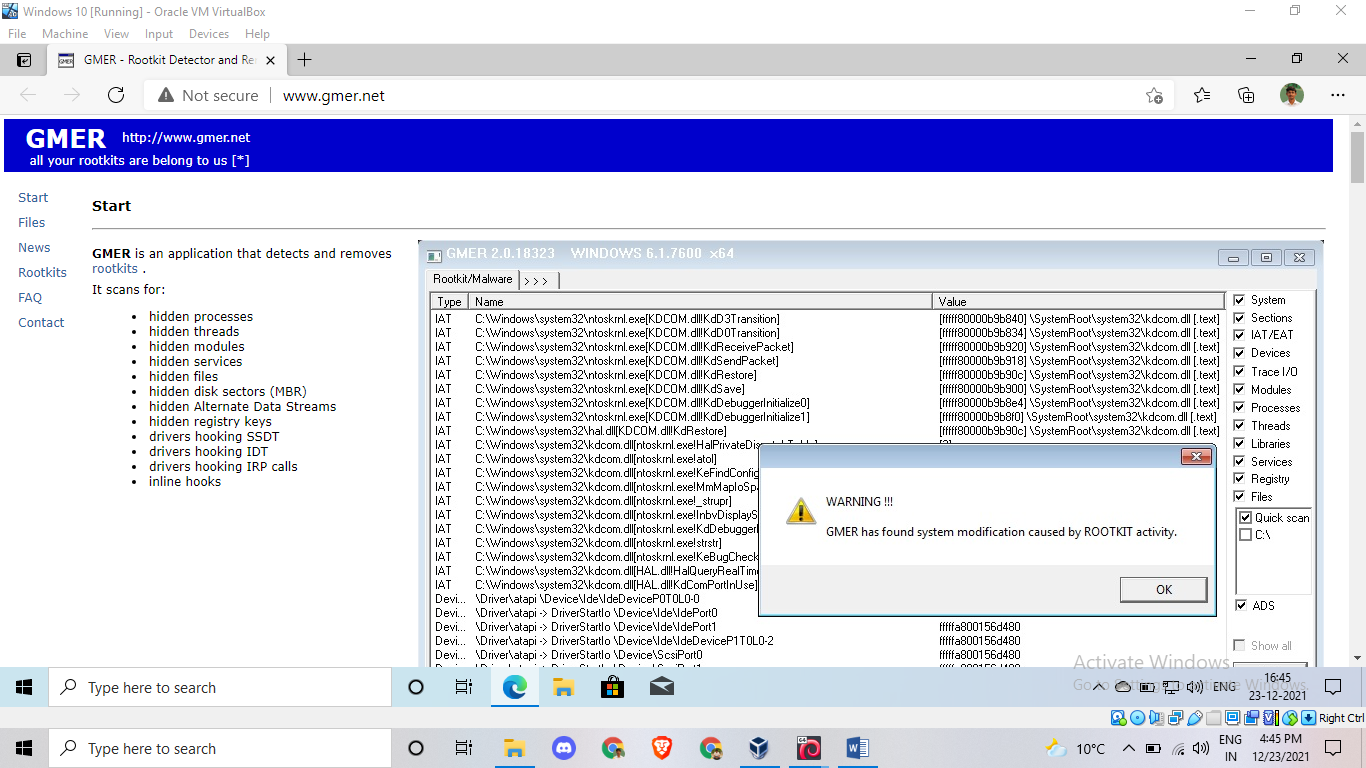 Windows 10 [Running] - Oracle VM VirtualBox
File Machine View Input Devices Help
GMER - Rootkit Detector and Re
Not secure www.gmer.net
GMER http://www.gmer.net
all your rootkits are belong to us [*]
Start
Files
News
Rootkits
FAQ
Contact
Start
GMER is an application that detects and removes
rootkits .
It scans for:
• hidden processes
• hidden threads
• hidden modules
• hidden services
• hidden files
• hidden disk sectors (MBR)
• hidden Alternate Data Streams
• hidden registry keys
• drivers hooking SSDT
• drivers hooking IDT
• drivers hooking IRP calls
• inline hooks
GMER 2.0.18323 WINDOWS 6.1.7600 x64
Rootkit/Malware > > >
Type Name Value
IAT C:\Windows\system32\ntoskrnl.exe[KDCOM.dll!KdD3Transition] [fffff80000b9b840] \SystemRoot\system32\kdcom.dll [.text]
IAT C:\Windows\system32\ntoskrnl.exe[KDCOM.dll!KdD0Transition] [fffff80000b9b834] \SystemRoot\system32\kdcom.dll [.text]
IAT C:\Windows\system32\ntoskrnl.exe[KDCOM.dll!KdReceivePacket] [fffff80000b9b920] \SystemRoot\system32\kdcom.dll [.text]
IAT C:\Windows\system32\ntoskrnl.exe[KDCOM.dll!KdSendPacket] [fffff80000b9b918] \SystemRoot\system32\kdcom.dll [.text]
IAT C:\Windows\system32\ntoskrnl.exe[KDCOM.dll!KdRestore] [fffff80000b9b90c] \SystemRoot\system32\kdcom.dll [.text]
IAT C:\Windows\system32\ntoskrnl.exe[KDCOM.dll!KdSave] [fffff80000b9b900] \SystemRoot\system32\kdcom.dll [.text]
IAT C:\Windows\system32\ntoskrnl.exe[KDCOM.dll!KdDebuggerInitialize0] [fffff80000b9b8e4] \SystemRoot\system32\kdcom.dll [.text]
IAT C:\Windows\system32\ntoskrnl.exe[KDCOM.dll!KdDebuggerInitialize1] [fffff80000b9b8f0] \SystemRoot\system32\kdcom.dll [.text]
IAT C:\Windows\system32\hal.dll[KDCOM.dll!KdRestore] [fffff80000b9b90c] \SystemRoot\system32\kdcom.dll [.text]
IAT C:\Windows\system32\kdcom.dll[ntoskrnl.exe!HalPrivateDispatchTable]
IAT C:\Windows\system32\kdcom.dll[ntoskrnl.exe!atol]
IAT C:\Windows\system32\kdcom.dll[ntoskrnl.exe!KeFindConfig
IAT C:\Windows\system32\kdcom.dll[ntoskrnl.exe!MmMapIoSp
IAT C:\Windows\system32\kdcom.dll[ntoskrnl.exe!_strupr]
IAT C:\Windows\system32\kdcom.dll[ntoskrnl.exe!InbvDisplayS
IAT C:\Windows\system32\kdcom.dll[ntoskrnl.exe!KdDebugger
IAT C:\Windows\system32\kdcom.dll[ntoskrnl.exe!strstr]
IAT C:\Windows\system32\kdcom.dll[ntoskrnl.exe!KeBugCheck
IAT C:\Windows\system32\kdcom.dll[HAL.dll!HalQueryRealTim
IAT C:\Windows\system32\kdcom.dll[HAL.dll!KdComPortInUse]
Devi... \Driver\atapi \Device\Ide\IdeDeviceP0T0L0-0
Devi... \Driver\atapi -> DriverStartIo \Device\Ide\IdePort0
Devi... \Driver\atapi -> DriverStartIo \Device\Ide\IdePort1 fffffa800156d480
Devi... \Driver\atapi -> DriverStartIo \Device\Ide\IdeDeviceP1T0L0-2 fffffa800156d480
Devi... \Driver\atapi -> DriverStartIo \Device\ScsiPort0 fffffa800156d480
System
Sections
IAT/EAT
Devices
Trace I/O
Modules
Processes
Threads
Libraries
Services
Registry
Files
Quick scan
C:\
ADS
Show all
WARNING !!!
GMER has found system modification caused by ROOTKIT activity.
OK
Activate Windows
Go to Settings to activate Windows.
Type here to search
ENG
16:45
23-12-2021
Right Ctrl
Type here to search
10°C
ENG
IN
4:45 PM
12/23/2021